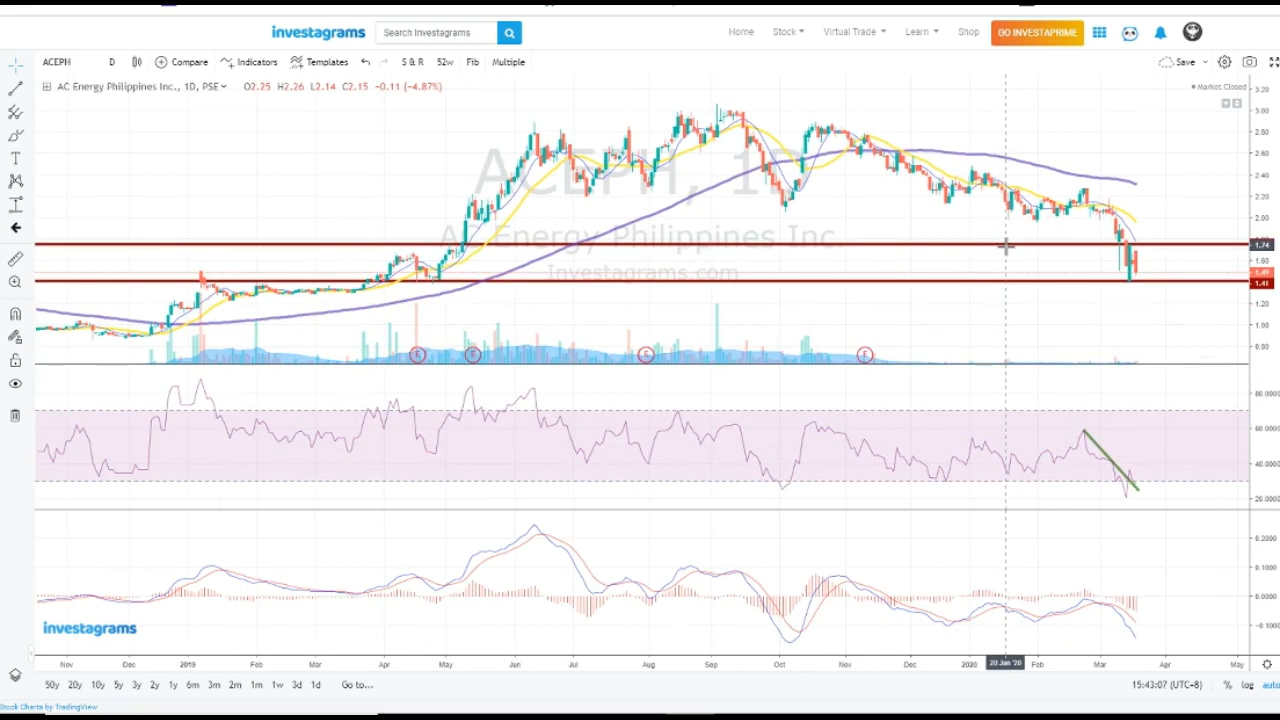 investagrams Search Investagrams Home Stock Virtual Trade Learn Shop GO INVESTAPRIME
ACEPH D Compare Indicators Templates S & R 52w Fib Multiple Save
AC Energy Philippines Inc., 1D, PSE O2.25 H2.26 L2.14 C2.15 −0.11 (−4.87%) Market Closed
3.20
3.00
2.80
2.60
2.40
2.20
2.00
1.74
1.60
1.49
1.41
1.20
1.00
0.80
ACEPH, 1D
AC Energy Philippines Inc
Investagrams.com
E E E E
80.0000
60.0000
40.0000
20.0000
0.2000
0.1000
0.0000
−0.1000
investagrams
Nov Dec 2019 Feb Mar Apr May Jun Jul Aug Sep Oct Nov Dec 2020 20 Jan '20 Feb Mar Apr May
50y 20y 10y 5y 3y 2y 1y 6m 3m 2m 1m 1w 3d 1d Go to... 15:43:07 (UTC+8) % log auto
Stock Charts by TradingView